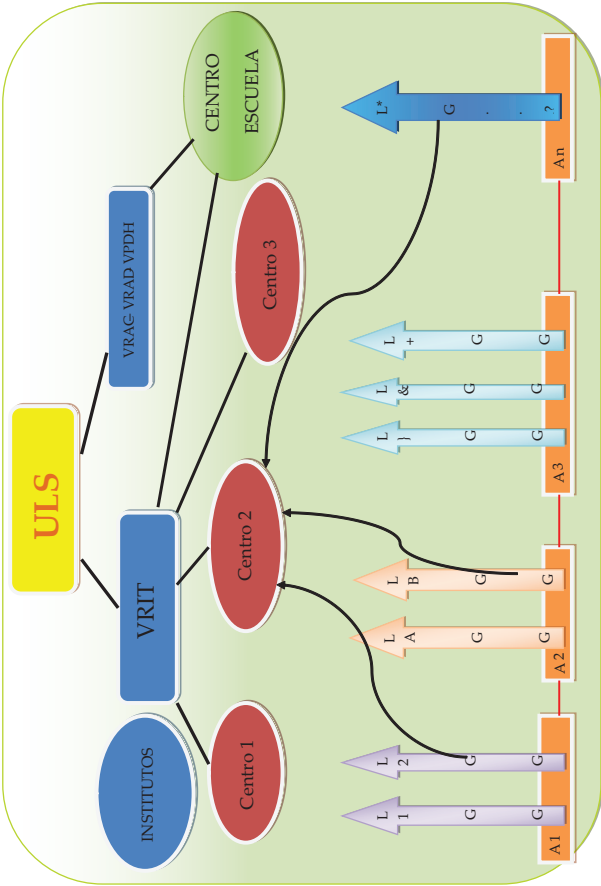 ULS
VRIT
VRAG VRAD VPDH
INSTITUTOS
CENTRO
ESCUELA
Centro 1
Centro 2
Centro 3
L
1
G
G
L
2
G
G
A1
L
A
G
G
L
B
G
G
A2
L
}
G
G
L
&
G
G
L
+
G
G
A3
L*
G
.
.
?
An